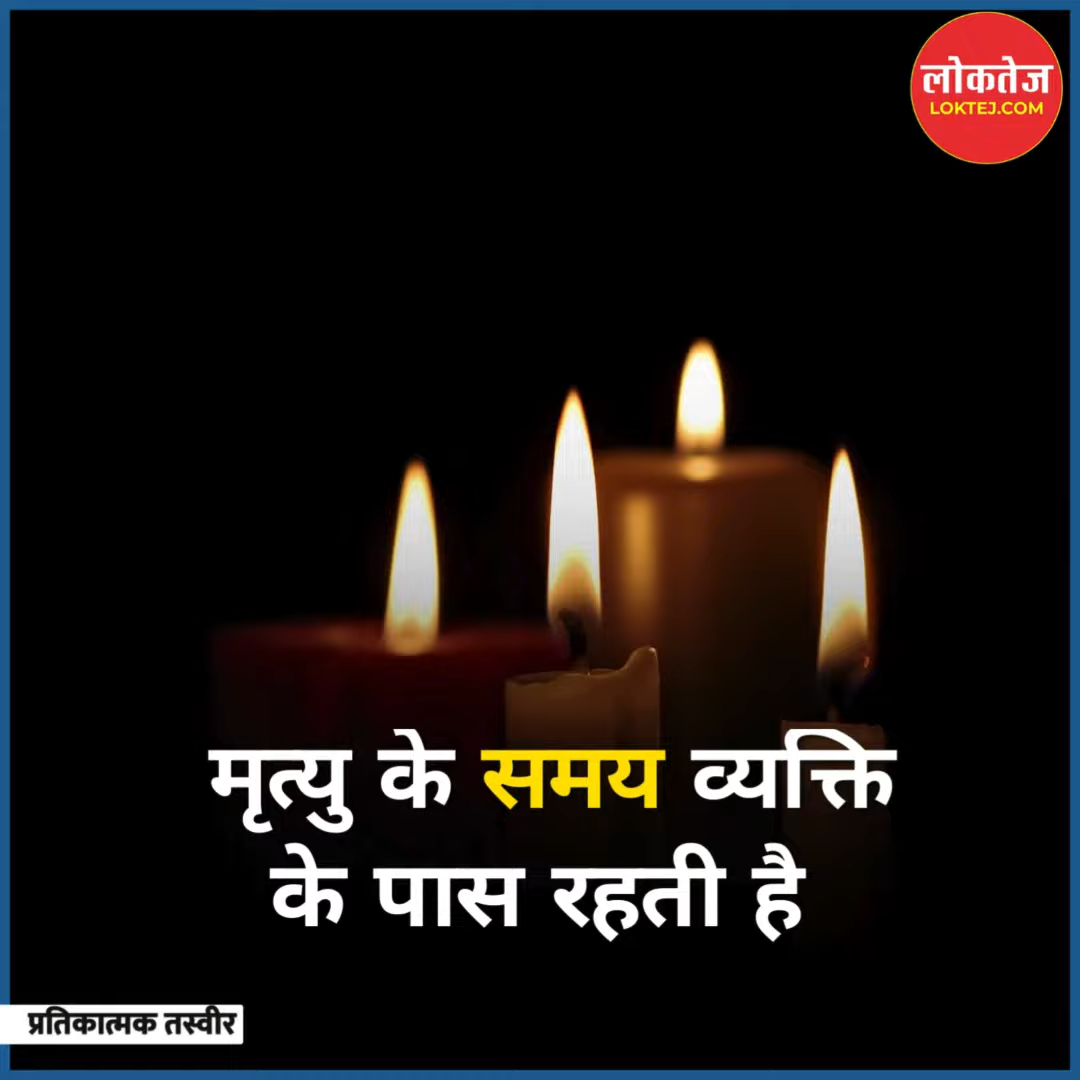 लोकतेज
LOKTEJ.COM
मृत्यु के समय व्यक्ति
के पास रहती है
प्रतिकात्मक तस्वीर